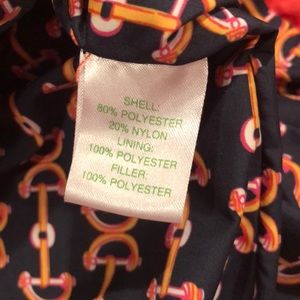 SHELL:
80% POLYESTER
20% NYLON
LINING:
100% POLYESTER
FILLER:
100% POLYESTER